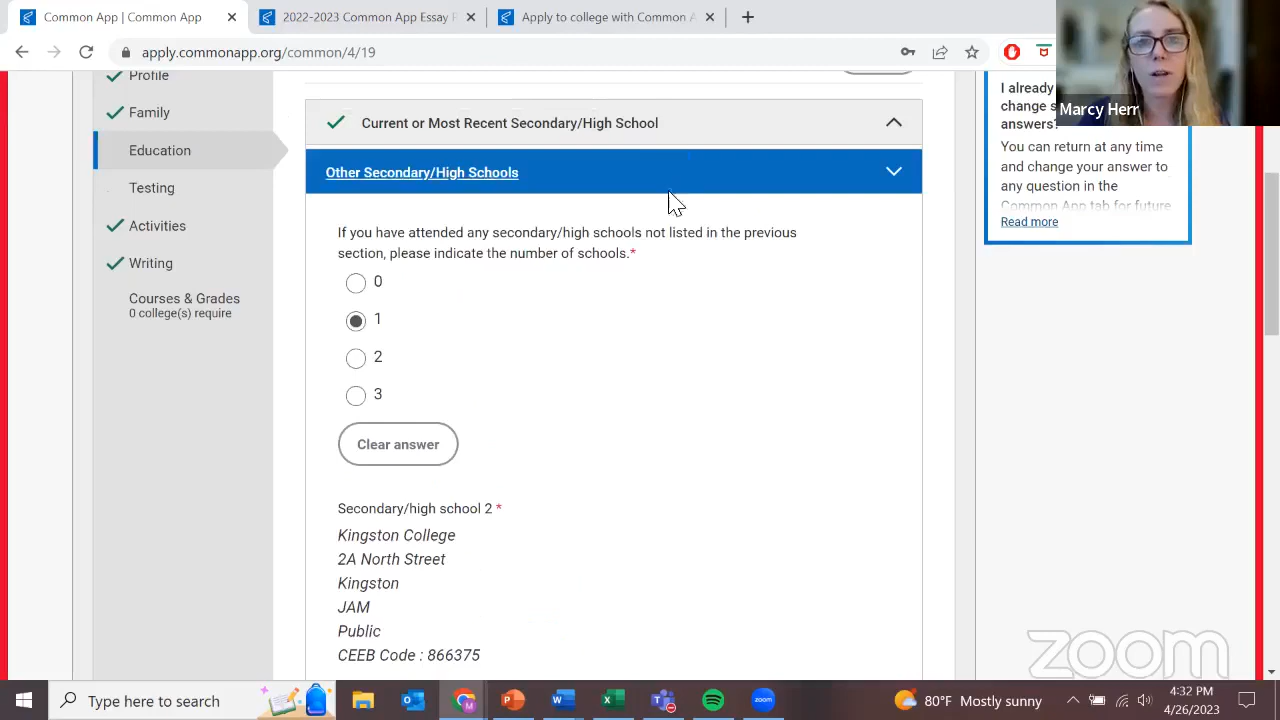 Common App | Common App
2022-2023 Common App Essay
Apply to college with Common A
apply.commonapp.org/common/4/19
Profile
Family
Education
Testing
Activities
Writing
Courses & Grades
0 college(s) require
Current or Most Recent Secondary/High School
Other Secondary/High Schools
If you have attended any secondary/high schools not listed in the previous
section, please indicate the number of schools.*
0
1
2
3
Clear answer
Secondary/high school 2 *
Kingston College
2A North Street
Kingston
JAM
Public
CEEB Code : 866375
I already
change s
answers?
You can return at any time
and change your answer to
any question in the
Common App tab for future
Read more
Marcy Herr
zoom
Type here to search
zoom
80°F Mostly sunny
4:32 PM
4/26/2023